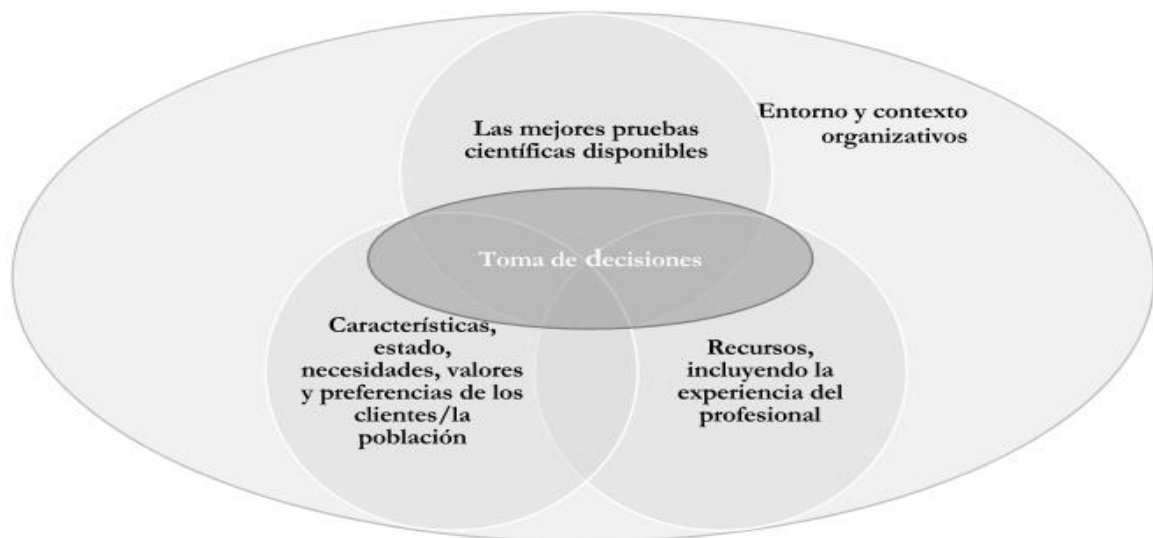 Las mejores pruebas
científicas disponibles
Entorno y contexto
organizativos
Toma de decisiones
Características,
estado,
necesidades, valores
y preferencias de los
clientes/la
población
Recursos,
incluyendo la
experiencia del
profesional